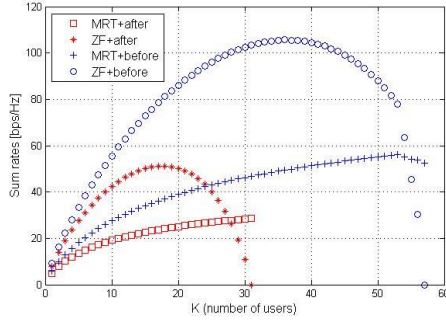 120
100
80
60
40
20
0
Sum rates [bps/Hz]
MRT+after
ZF+after
MRT+before
ZF+before
0 10 20 30 40 50 60
K (number of users)